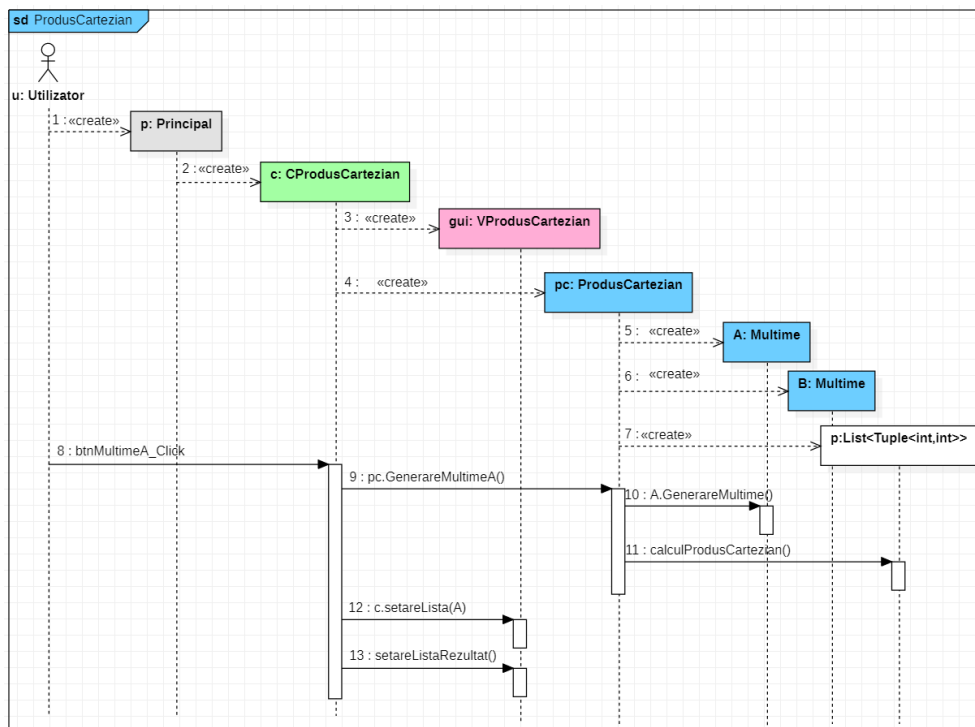 sd ProdusCartezian
u: Utilizator
1 : «create»
p: Principal
2 : «create»
c: CProdusCartezian
3 : «create»
gui: VProdusCartezian
4 : «create»
pc: ProdusCartezian
5 : «create»
A: Multime
6 : «create»
B: Multime
7 : «create»
p:List<Tuple<int,int>>
8 : btnMultimeA_Click
9 : pc.GenerareMultimeA()
10 : A.GenerareMultime()
11 : calculProdusCartezian()
12 : c.setareLista(A)
13 : setareListaRezultat()